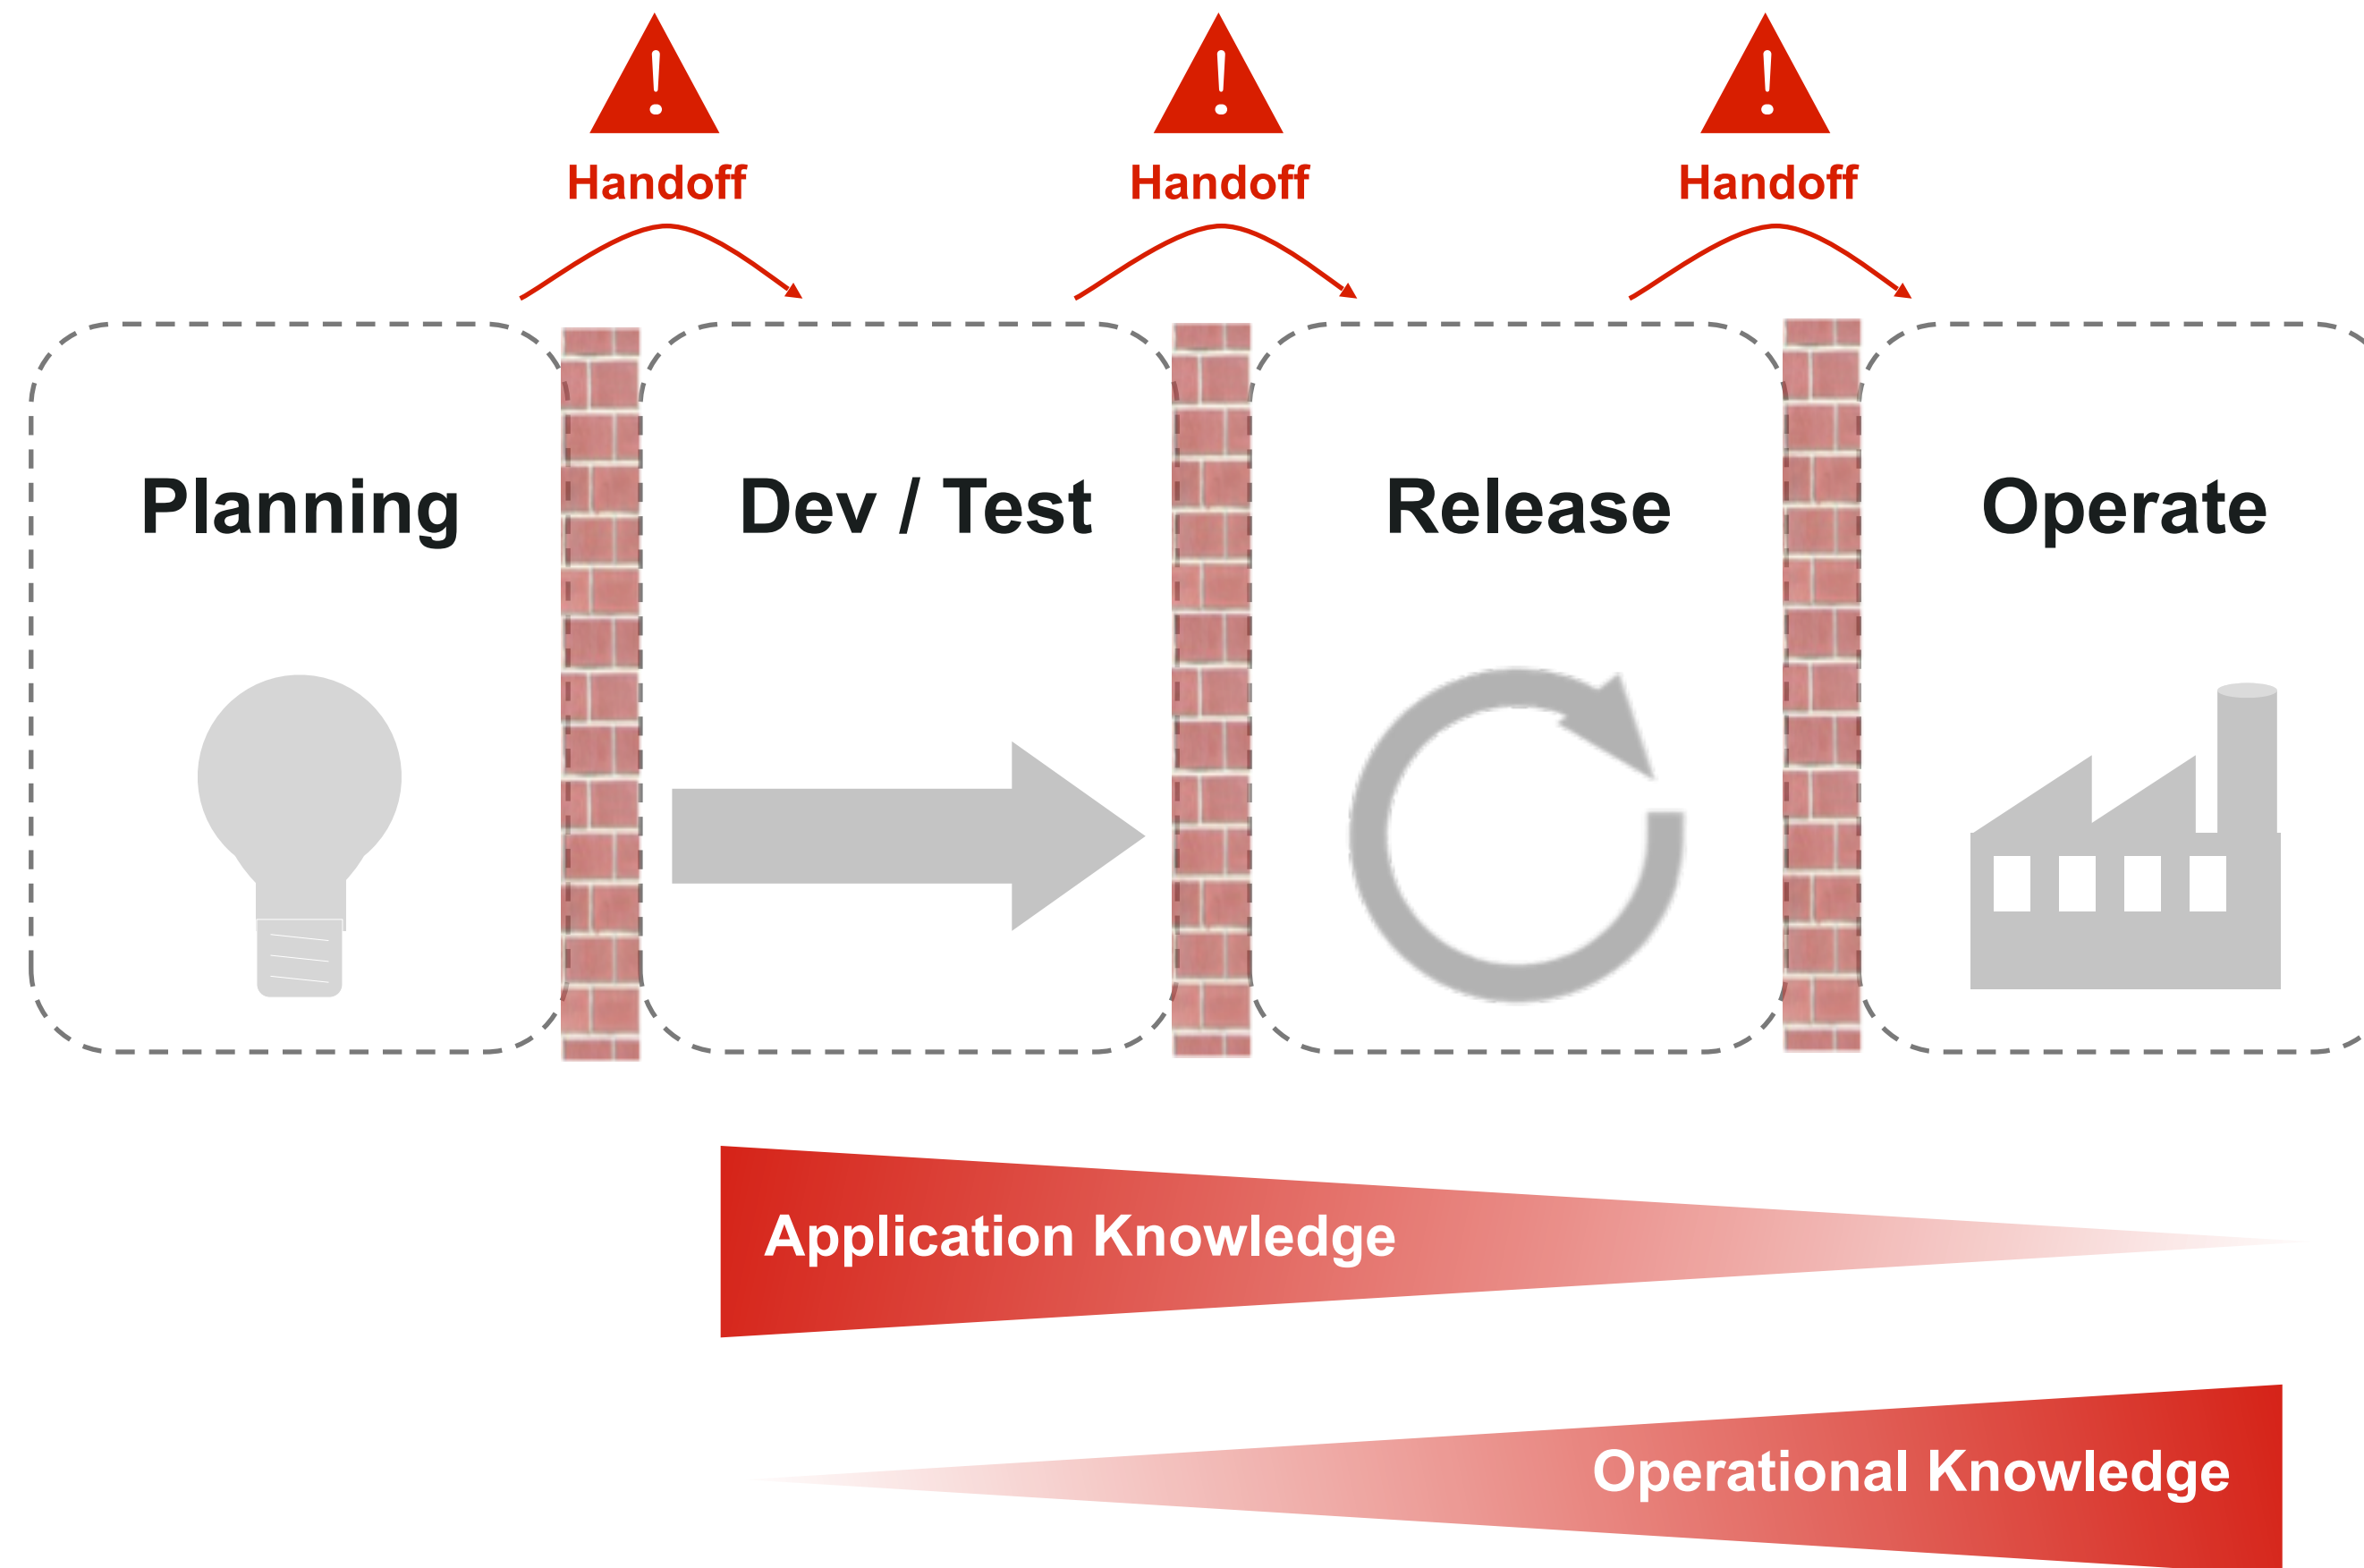 !
!
!
Handoff
Handoff
Handoff
Planning
Dev / Test
Release
Operate
Application Knowledge
Operational Knowledge